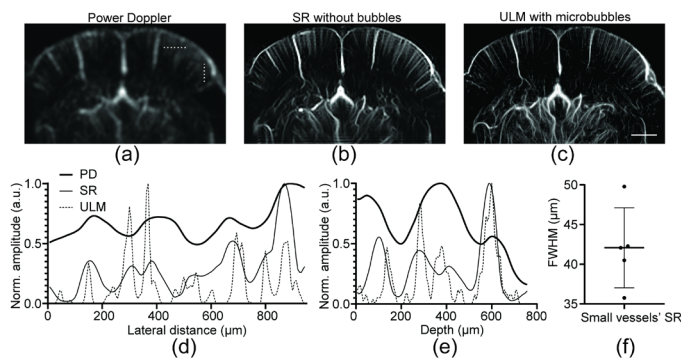 Power Doppler
SR without bubbles
ULM with microbubbles
(a)
(b)
(c)
PD
SR
ULM
Norm. amplitude (a.u.)
1.0
0.5
0.0
0
200
400
600
800
Lateral distance (µm)
(d)
Norm. amplitude (a.u.)
1.0
0.5
0.0
0
200
400
600
800
Depth (µm)
(e)
FWHM (µm)
50
45
40
35
Small vessels' SR
(f)